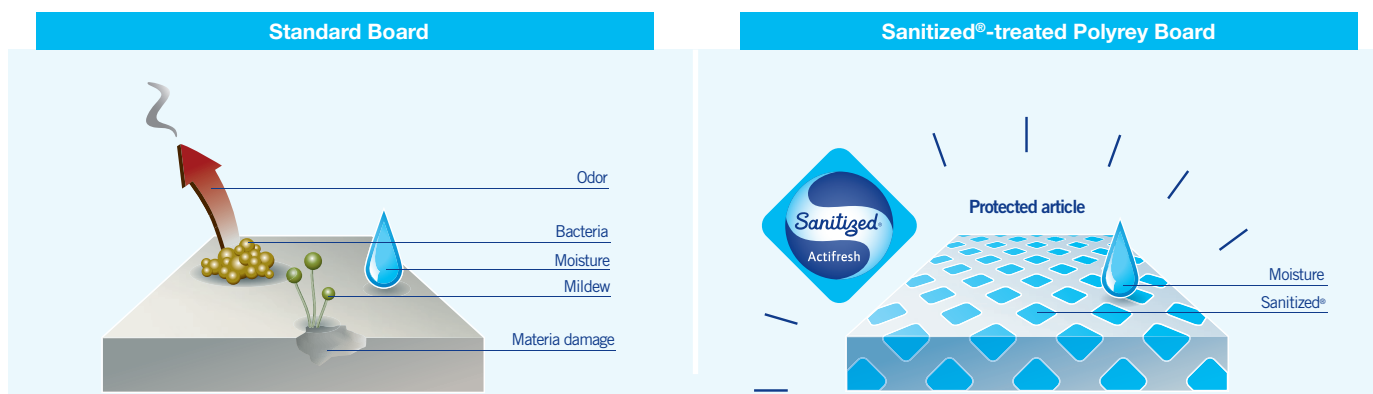 Standard Board
Odor
Bacteria
Moisture
Mildew
Materia damage
Sanitized®-treated Polyrey Board
Protected article
Sanitized®
Actifresh
Moisture
Sanitized®